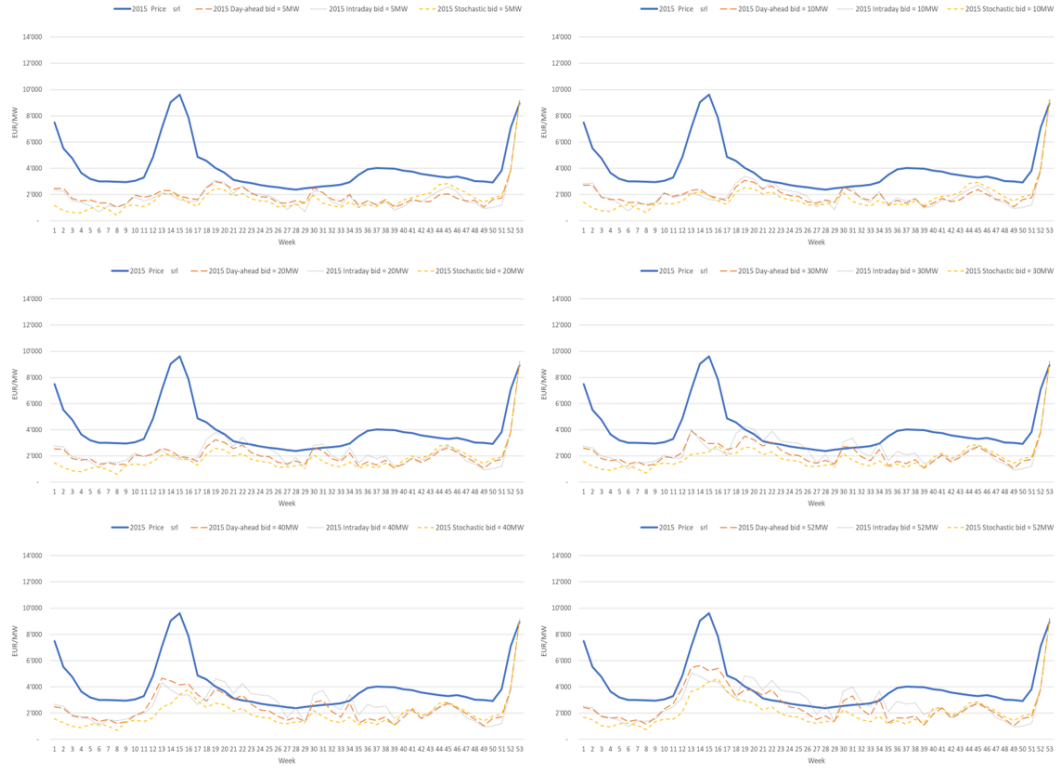 2015 Price srl 2015 Day-ahead bid = 5MW 2015 Intraday bid = 5MW 2015 Stochastic bid = 5MW
14'000
12'000
10'000
8'000
6'000
4'000
2'000
-
EUR/MW
1 2 3 4 5 6 7 8 9 10 11 12 13 14 15 16 17 18 19 20 21 22 23 24 25 26 27 28 29 30 31 32 33 34 35 36 37 38 39 40 41 42 43 44 45 46 47 48 49 50 51 52 53
Week
2015 Price srl 2015 Day-ahead bid = 10MW 2015 Intraday bid = 10MW 2015 Stochastic bid = 10MW
14'000
12'000
10'000
8'000
6'000
4'000
2'000
-
EUR/MW
1 2 3 4 5 6 7 8 9 10 11 12 13 14 15 16 17 18 19 20 21 22 23 24 25 26 27 28 29 30 31 32 33 34 35 36 37 38 39 40 41 42 43 44 45 46 47 48 49 50 51 52 53
Week
2015 Price srl 2015 Day-ahead bid = 20MW 2015 Intraday bid = 20MW 2015 Stochastic bid = 20MW
14'000
12'000
10'000
8'000
6'000
4'000
2'000
-
EUR/MW
1 2 3 4 5 6 7 8 9 10 11 12 13 14 15 16 17 18 19 20 21 22 23 24 25 26 27 28 29 30 31 32 33 34 35 36 37 38 39 40 41 42 43 44 45 46 47 48 49 50 51 52 53
Week
2015 Price srl 2015 Day-ahead bid = 30MW 2015 Intraday bid = 30MW 2015 Stochastic bid = 30MW
14'000
12'000
10'000
8'000
6'000
4'000
2'000
-
EUR/MW
1 2 3 4 5 6 7 8 9 10 11 12 13 14 15 16 17 18 19 20 21 22 23 24 25 26 27 28 29 30 31 32 33 34 35 36 37 38 39 40 41 42 43 44 45 46 47 48 49 50 51 52 53
Week
2015 Price srl 2015 Day-ahead bid = 40MW 2015 Intraday bid = 40MW 2015 Stochastic bid = 40MW
14'000
12'000
10'000
8'000
6'000
4'000
2'000
-
EUR/MW
1 2 3 4 5 6 7 8 9 10 11 12 13 14 15 16 17 18 19 20 21 22 23 24 25 26 27 28 29 30 31 32 33 34 35 36 37 38 39 40 41 42 43 44 45 46 47 48 49 50 51 52 53
Week
2015 Price srl 2015 Day-ahead bid = 52MW 2015 Intraday bid = 52MW 2015 Stochastic bid = 52MW
14'000
12'000
10'000
8'000
6'000
4'000
2'000
-
EUR/MW
1 2 3 4 5 6 7 8 9 10 11 12 13 14 15 16 17 18 19 20 21 22 23 24 25 26 27 28 29 30 31 32 33 34 35 36 37 38 39 40 41 42 43 44 45 46 47 48 49 50 51 52 53
Week